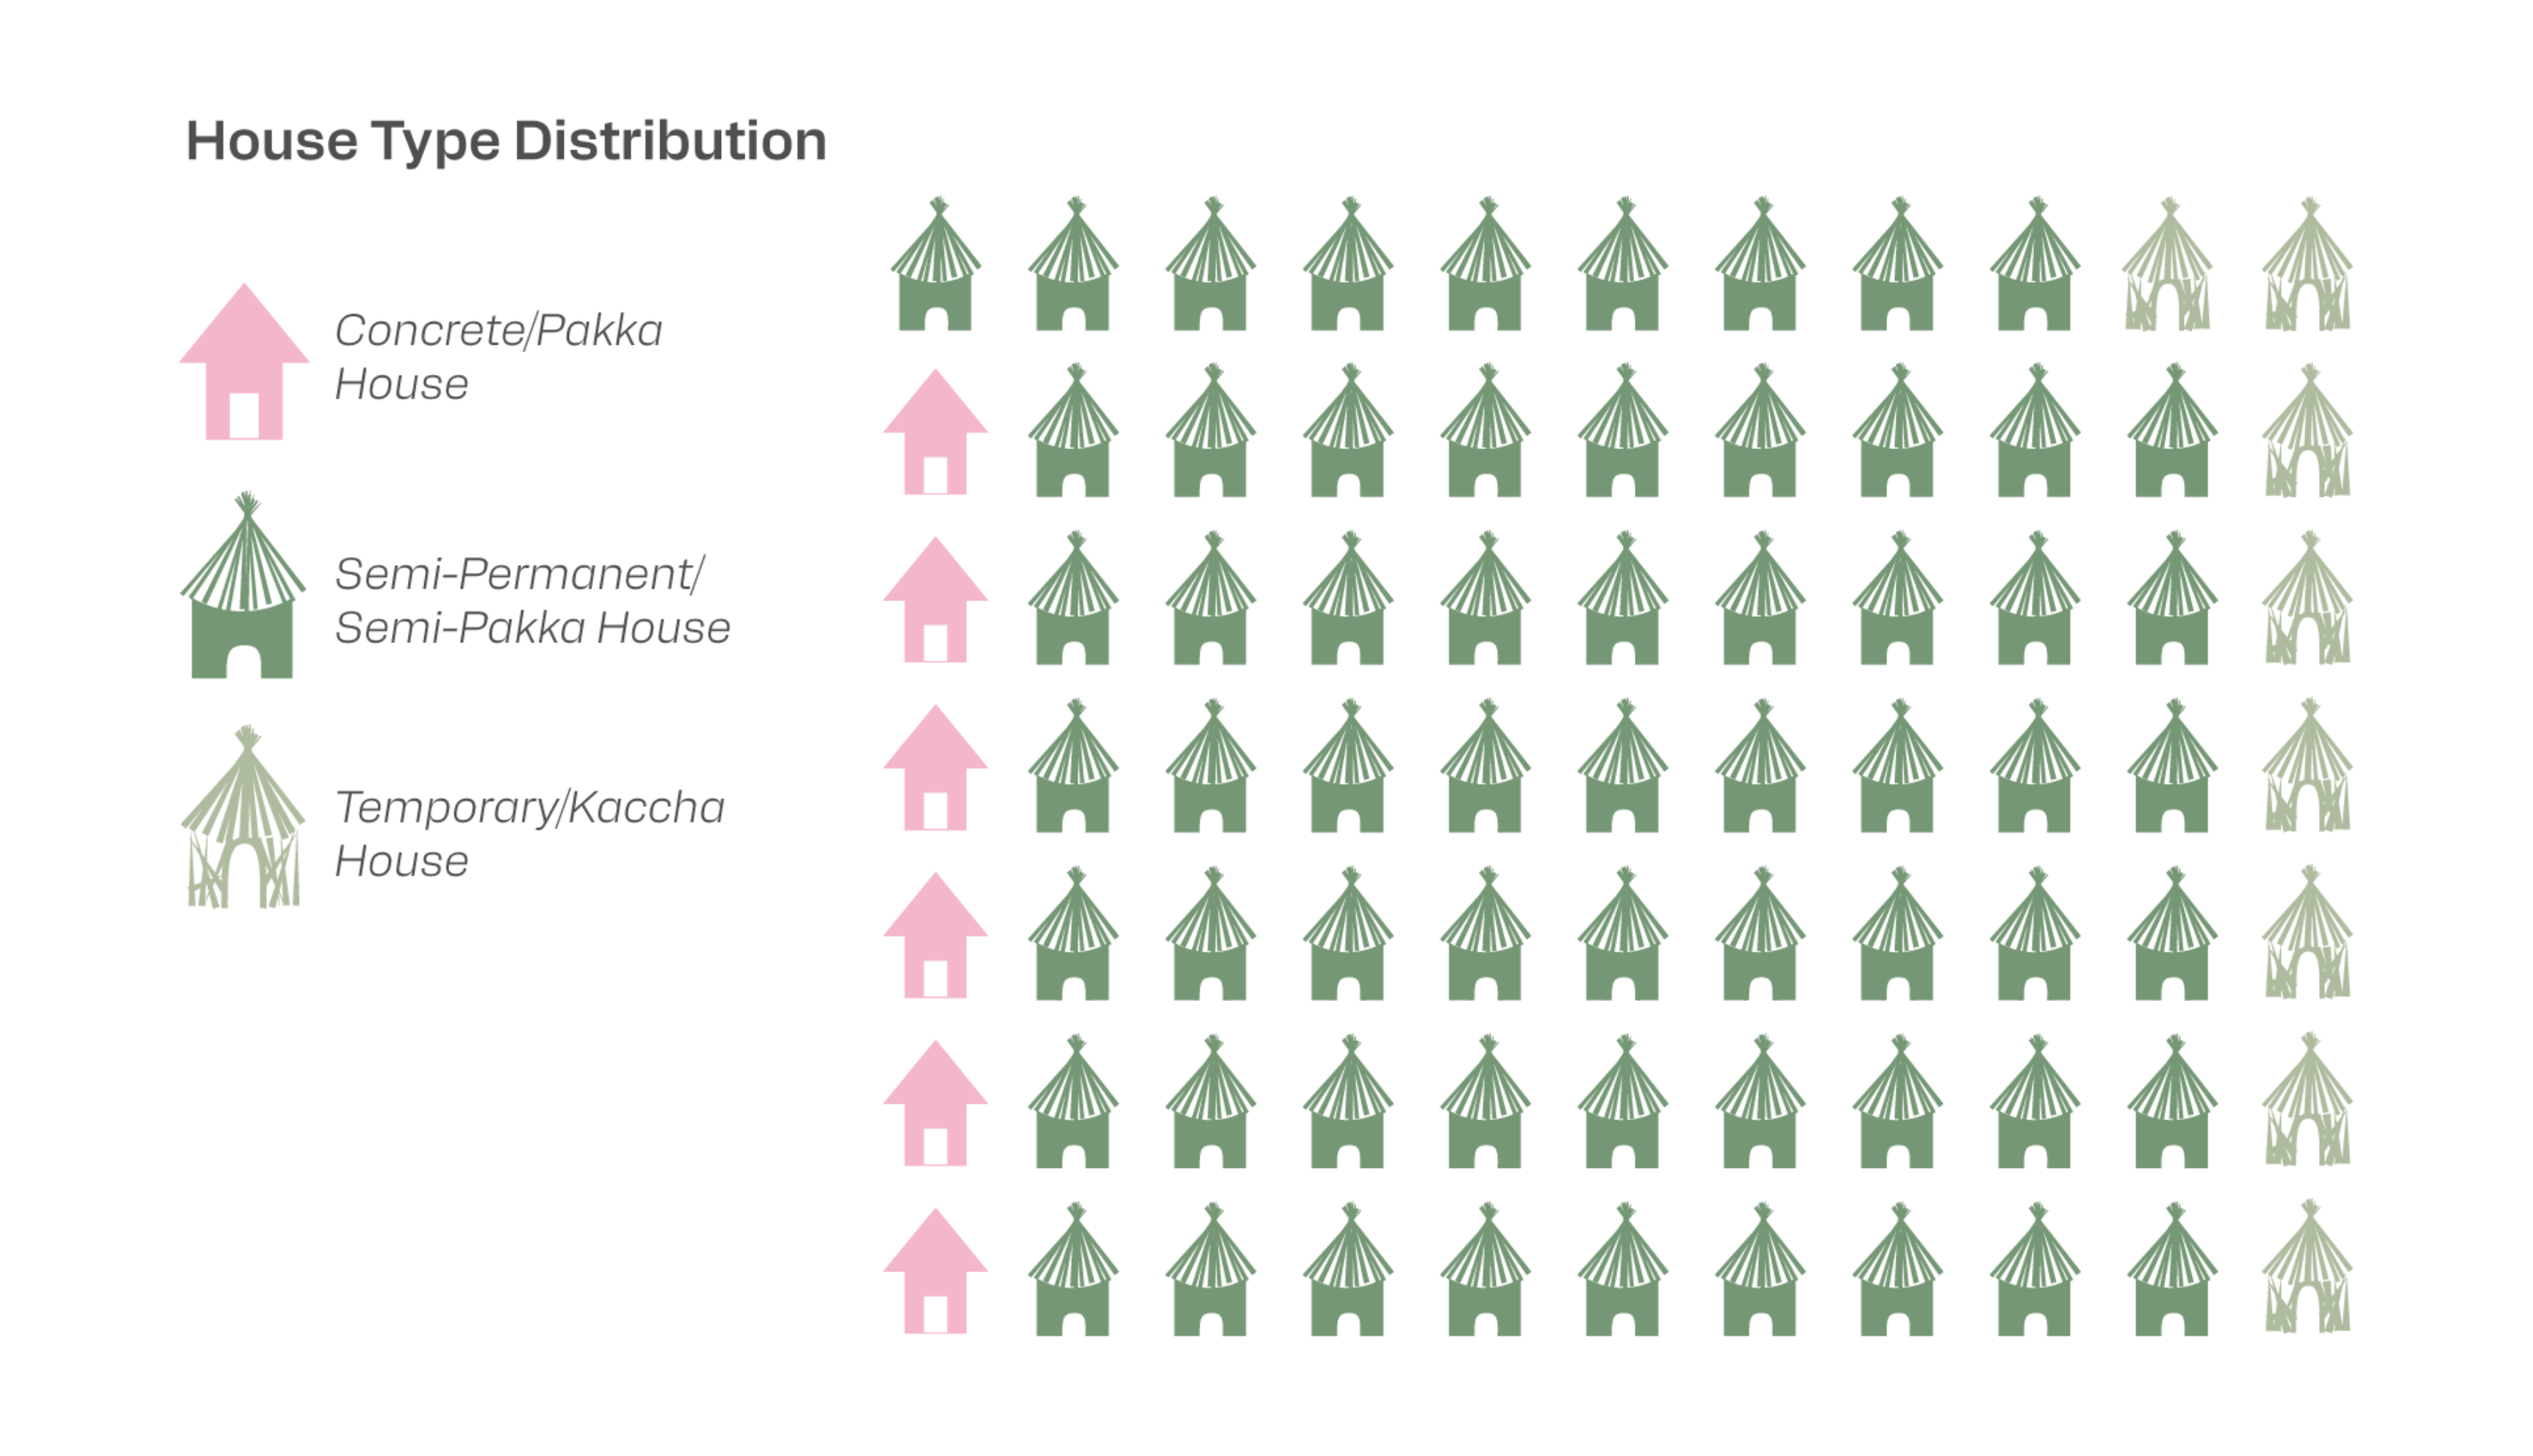 House Type Distribution
Concrete/Pakka
House
Semi-Permanent/
Semi-Pakka House
Temporary/Kaccha
House